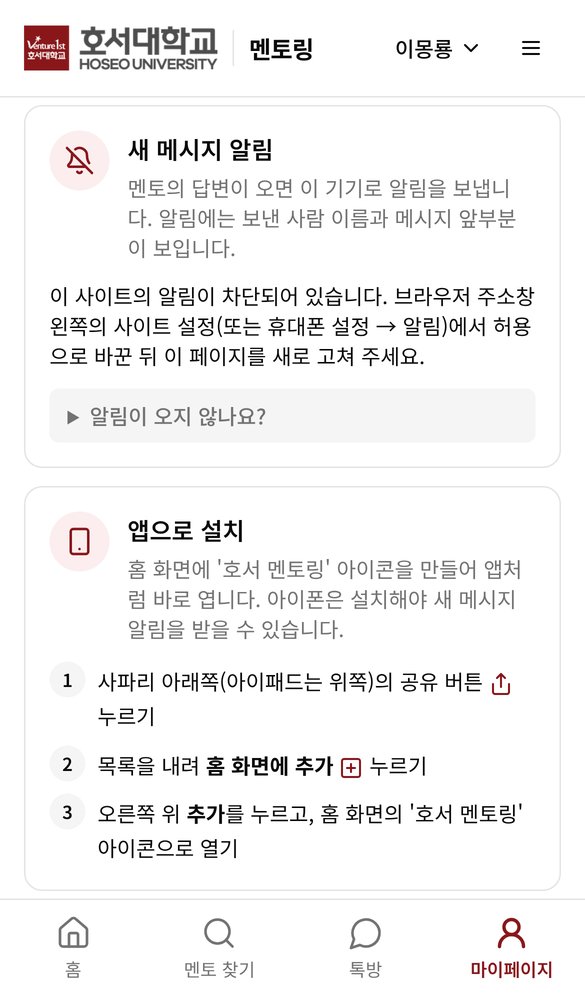 Venture 1st
호서대학교
호서대학교
HOSEO UNIVERSITY
멘토링
이몽룡
새 메시지 알림
멘토의 답변이 오면 이 기기로 알림을 보냅니
다. 알림에는 보낸 사람 이름과 메시지 앞부분
이 보입니다.
이 사이트의 알림이 차단되어 있습니다. 브라우저 주소창
왼쪽의 사이트 설정(또는 휴대폰 설정 → 알림)에서 허용
으로 바꾼 뒤 이 페이지를 새로 고쳐 주세요.
▶ 알림이 오지 않나요?
앱으로 설치
홈 화면에 '호서 멘토링' 아이콘을 만들어 앱처
럼 바로 엽니다. 아이폰은 설치해야 새 메시지
알림을 받을 수 있습니다.
1 사파리 아래쪽(아이패드는 위쪽)의 공유 버튼
누르기
2 목록을 내려 홈 화면에 추가 누르기
3 오른쪽 위 추가를 누르고, 홈 화면의 '호서 멘토링'
아이콘으로 열기
홈
멘토 찾기
톡방
마이페이지